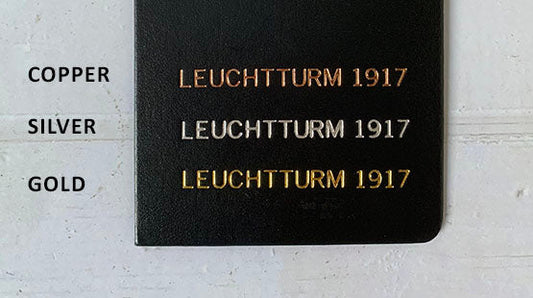 COPPER LEUCHTTURM 1917
SILVER LEUCHTTURM 1917
GOLD LEUCHTTURM 1917